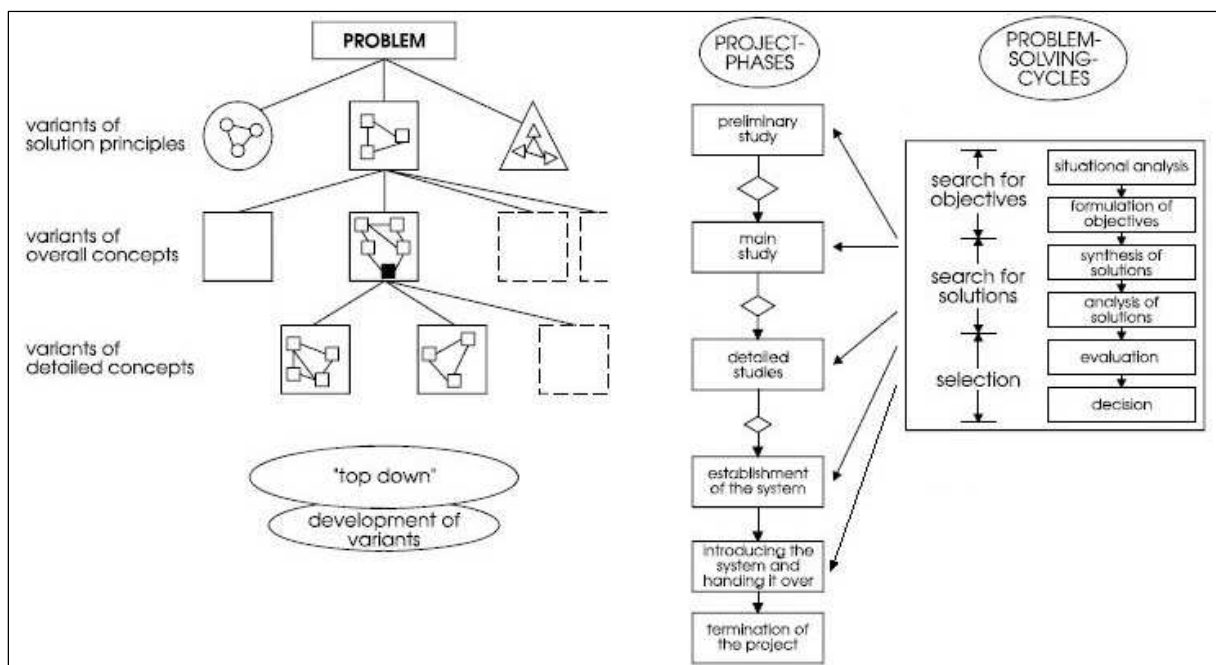 PROBLEM
variants of
solution principles
variants of
overall concepts
variants of
detailed concepts
"top down"
development of
variants
PROJECT-
PHASES
preliminary
study
main
study
detailed
studies
establishment
of the system
introducing the
system and
handing it over
termination of
the project
PROBLEM-
SOLVING-
CYCLES
search for
objectives
search for
solutions
selection
situational analysis
formulation of
objectives
synthesis of
solutions
analysis of
solutions
evaluation
decision